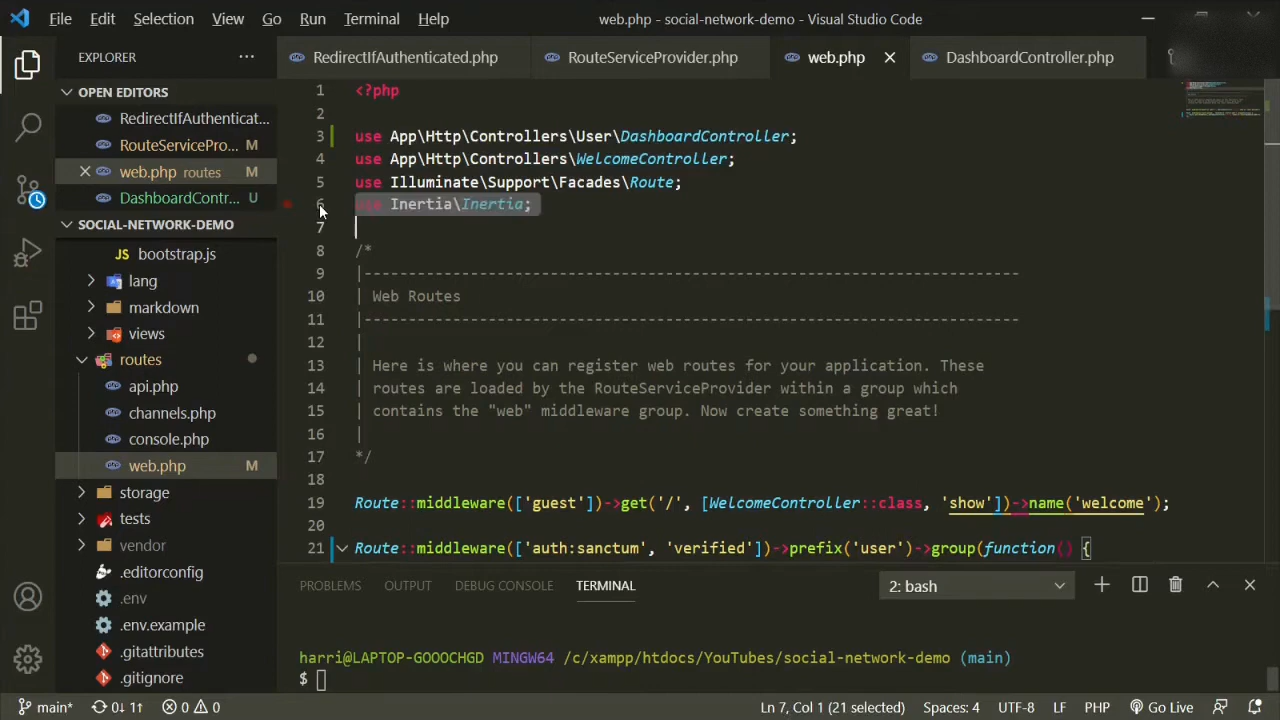 File Edit Selection View Go Run Terminal Help web.php - social-network-demo - Visual Studio Code
EXPLORER
RedirectIfAuthenticated.php RouteServiceProvider.php web.php DashboardController.php
OPEN EDITORS
RedirectIfAuthenticat...
RouteServicePro... M
web.php routes M
DashboardContr... U
SOCIAL-NETWORK-DEMO
JS bootstrap.js
lang
markdown
views
routes
api.php
channels.php
console.php
web.php M
storage
tests
vendor
.editorconfig
.env
.env.example
.gitattributes
.gitignore
1 <?php
2
3 use App\Http\Controllers\User\DashboardController;
4 use App\Http\Controllers\WelcomeController;
5 use Illuminate\Support\Facades\Route;
6 use Inertia\Inertia;
7
8 /*
9 |--------------------------------------------------------------------------
10 | Web Routes
11 |--------------------------------------------------------------------------
12 |
13 | Here is where you can register web routes for your application. These
14 | routes are loaded by the RouteServiceProvider within a group which
15 | contains the "web" middleware group. Now create something great!
16 |
17 */
18
19 Route::middleware(['guest'])->get('/', [WelcomeController::class, 'show'])->name('welcome');
20
21 Route::middleware(['auth:sanctum', 'verified'])->prefix('user')->group(function() {
PROBLEMS OUTPUT DEBUG CONSOLE TERMINAL 2: bash
harri@LAPTOP-GOOOCHGD MINGW64 /c/xampp/htdocs/YouTubes/social-network-demo (main)
$
main* 0↓ 1↑ 0 0 Ln 7, Col 1 (21 selected) Spaces: 4 UTF-8 LF PHP Go Live